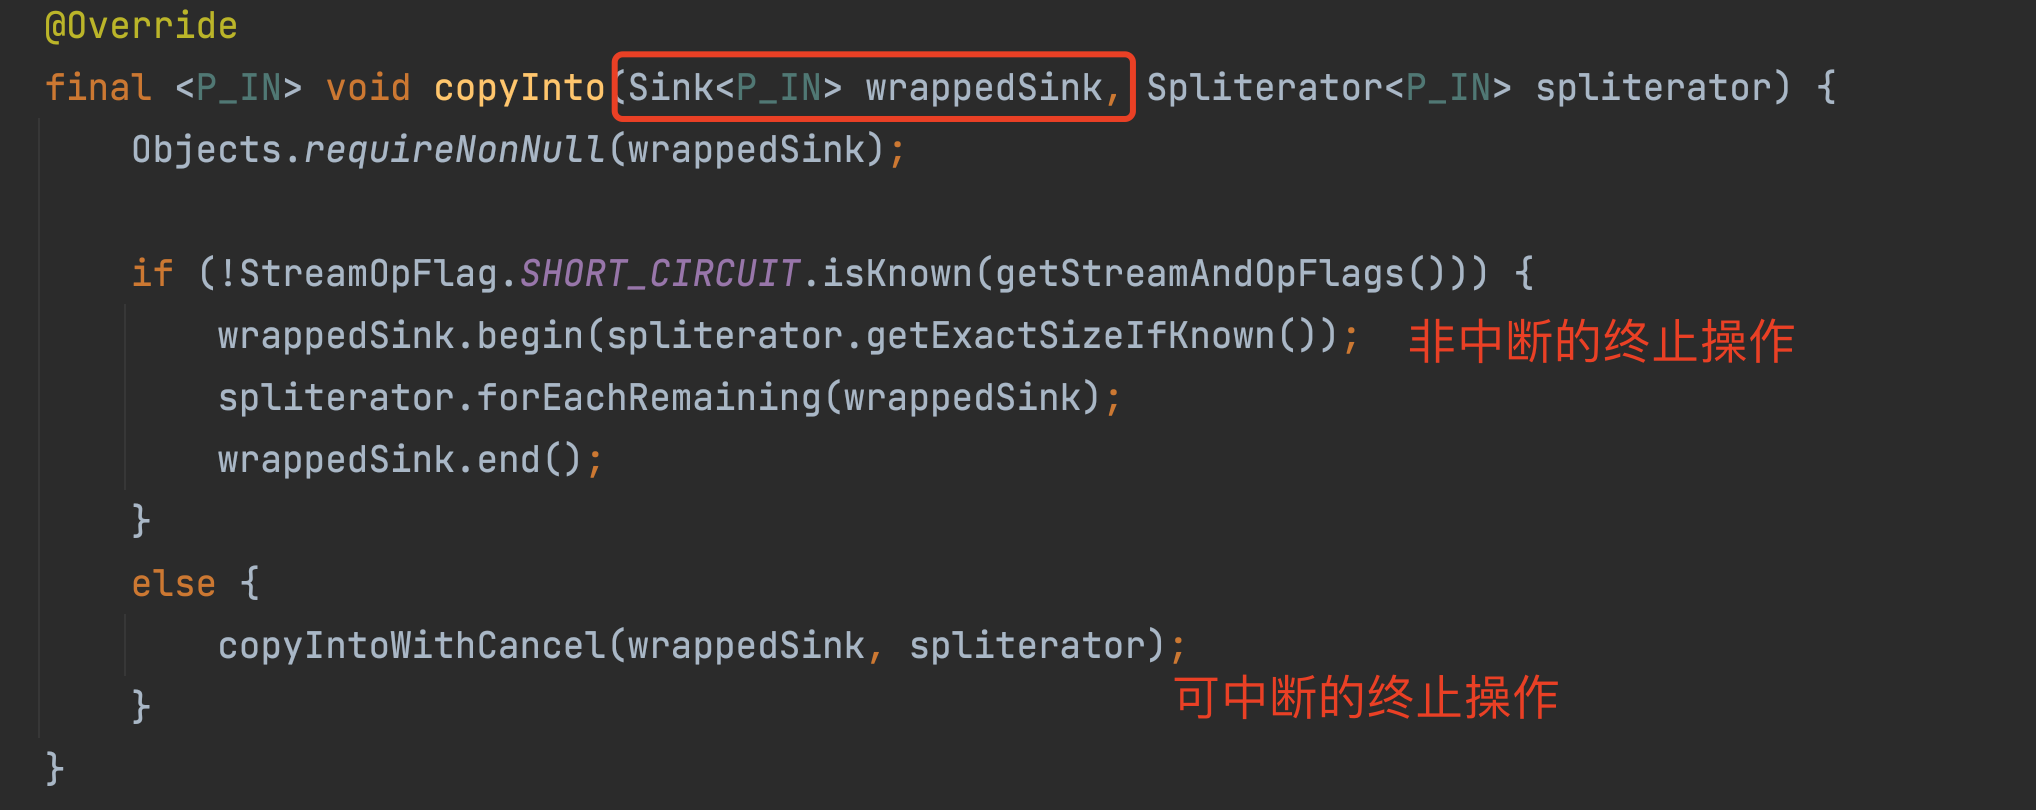 @Override
final <P_IN> void copyInto(Sink<P_IN> wrappedSink, Spliterator<P_IN> spliterator) {
Objects.requireNonNull(wrappedSink);
if (!StreamOpFlag.SHORT_CIRCUIT.isKnown(getStreamAndOpFlags())) {
wrappedSink.begin(spliterator.getExactSizeIfKnown()); 非中断的终止操作
spliterator.forEachRemaining(wrappedSink);
wrappedSink.end();
}
else {
copyIntoWithCancel(wrappedSink, spliterator);
可中断的终止操作
}
}